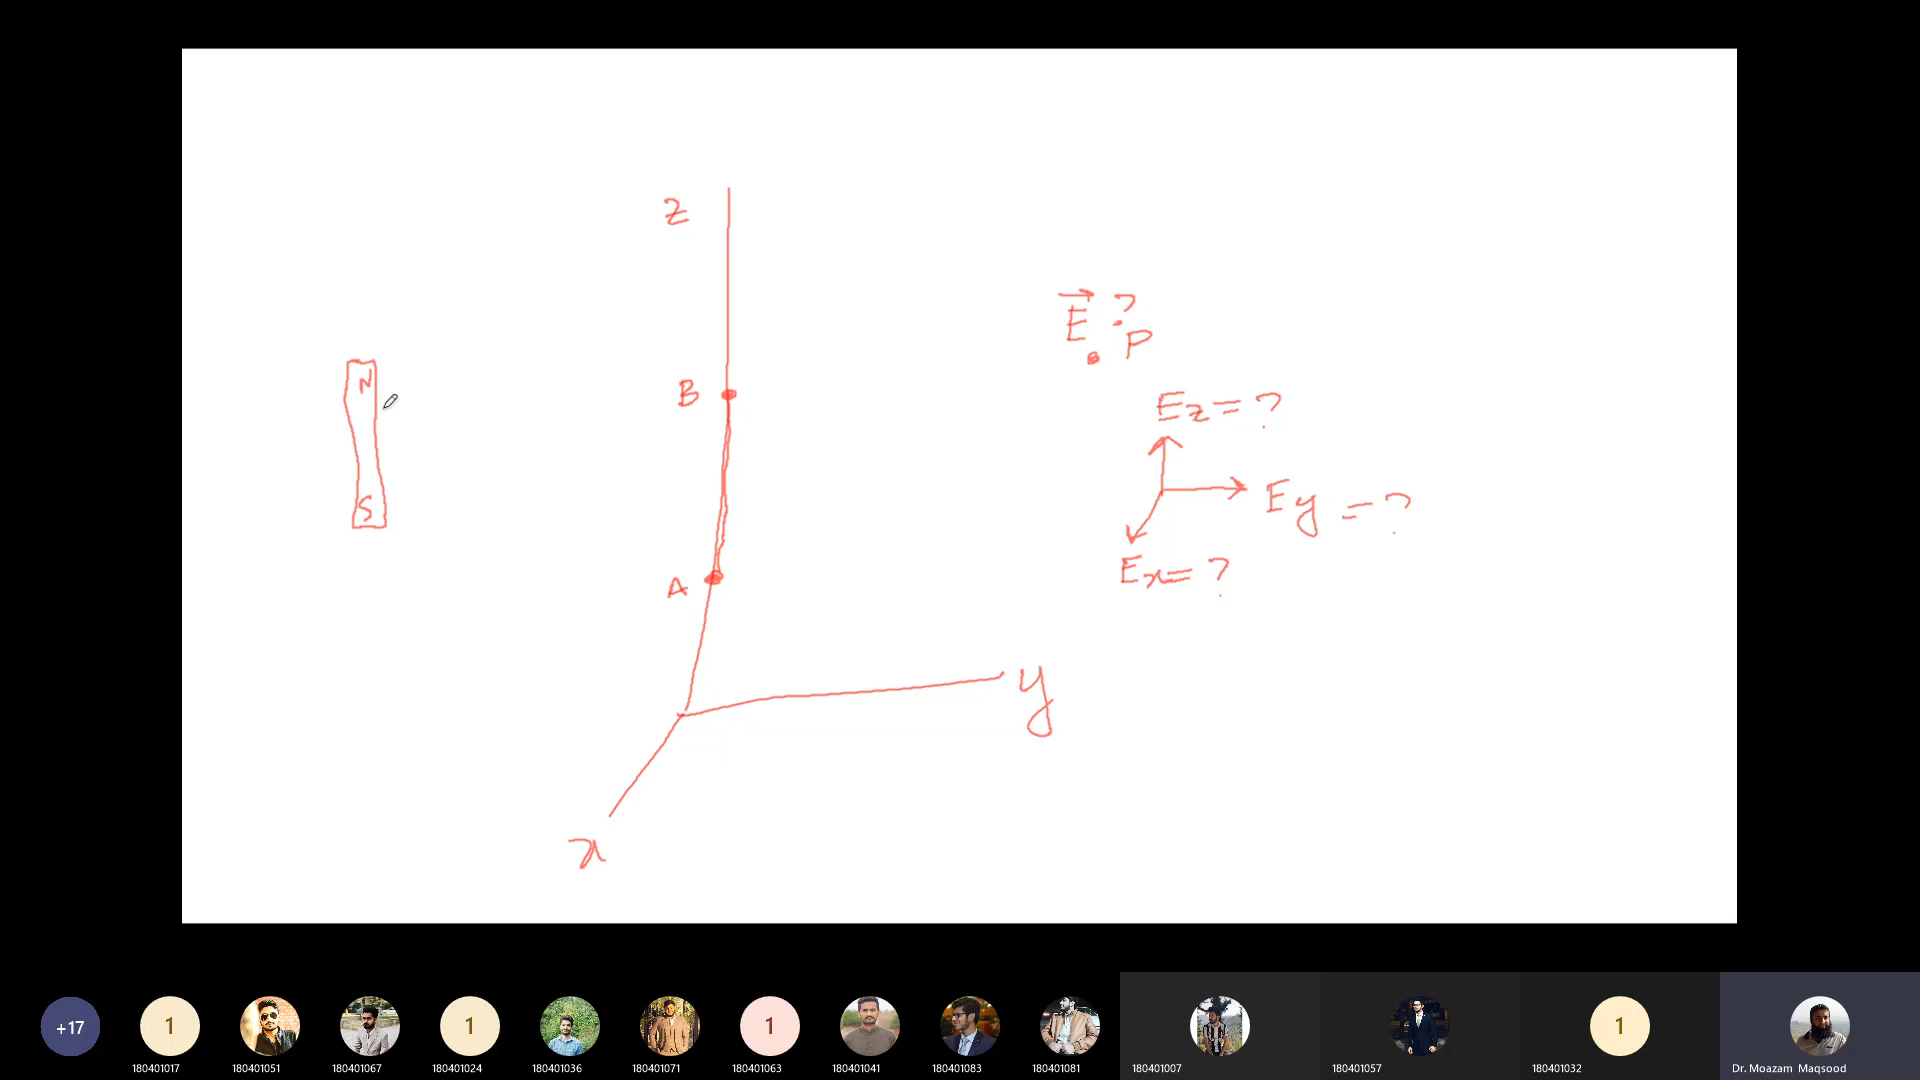 z
E ?
P
N
B
Ez = ?
S
Ey = ?
A
Ex = ?
y
x
+17
1
1
1
1
180401017
180401051
180401067
180401024
180401036
180401071
180401063
180401041
180401083
180401081
180401007
180401057
180401032
Dr. Moazam Maqsood